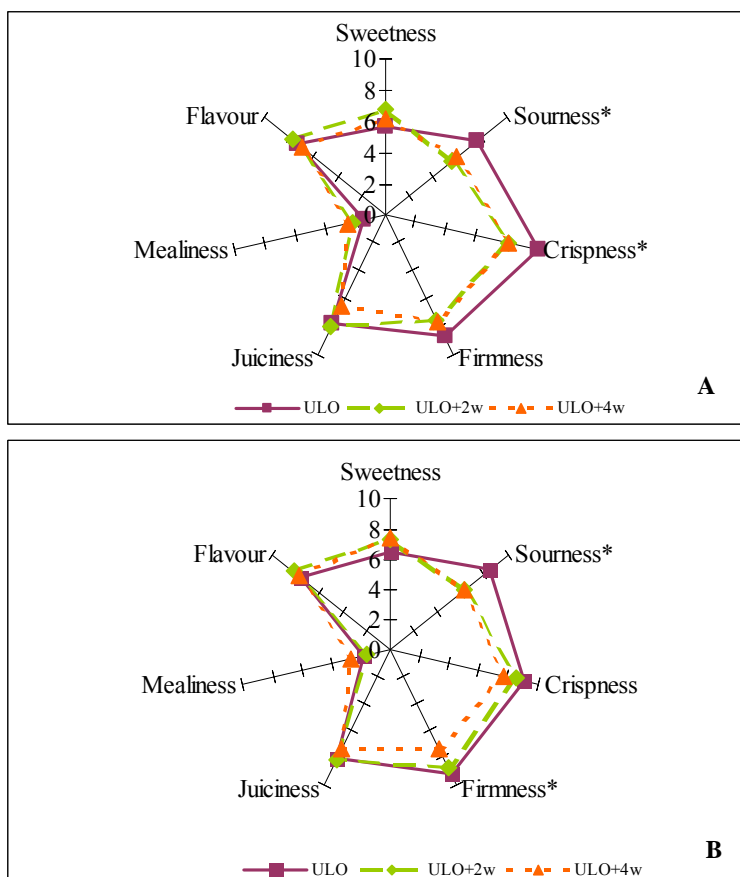 Sweetness
10
8
6
4
2
0
Flavour
Sourness*
Mealiness
Crispness*
Juiciness
Firmness
A
ULO ULO+2w ULO+4w
Sweetness
10
8
6
4
2
0
Flavour
Sourness*
Mealiness
Crispness
Juiciness
Firmness*
B
ULO ULO+2w ULO+4w